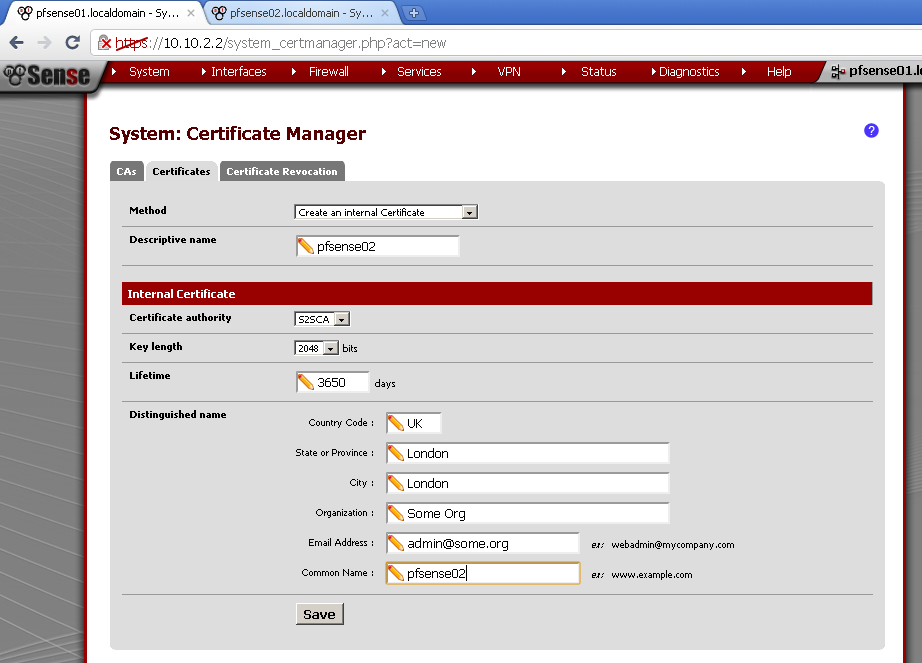 pfsense01.localdomain - Sy...
pfsense02.localdomain - Sy...
https://10.10.2.2/system_certmanager.php?act=new
Sense System Interfaces Firewall Services VPN Status Diagnostics Help pfsense01.lo
System: Certificate Manager ?
CAs Certificates Certificate Revocation
Method Create an internal Certificate
Descriptive name pfsense02
Internal Certificate
Certificate authority S2SCA
Key length 2048 bits
Lifetime 3650 days
Distinguished name
Country Code : UK
State or Province : London
City : London
Organization : Some Org
Email Address : admin@some.org ex: webadmin@mycompany.com
Common Name : pfsense02 ex: www.example.com
Save